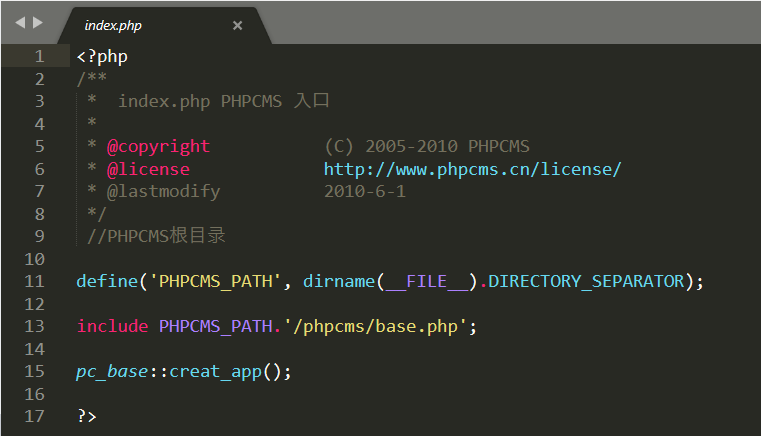 index.php ×
1 <?php
2 /**
3  *  index.php PHPCMS 入口
4  *
5  * @copyright           (C) 2005-2010 PHPCMS
6  * @license             http://www.phpcms.cn/license/
7  * @lastmodify          2010-6-1
8  */
9  //PHPCMS根目录
10
11 define('PHPCMS_PATH', dirname(__FILE__).DIRECTORY_SEPARATOR);
12
13 include PHPCMS_PATH.'/phpcms/base.php';
14
15 pc_base::creat_app();
16
17 ?>